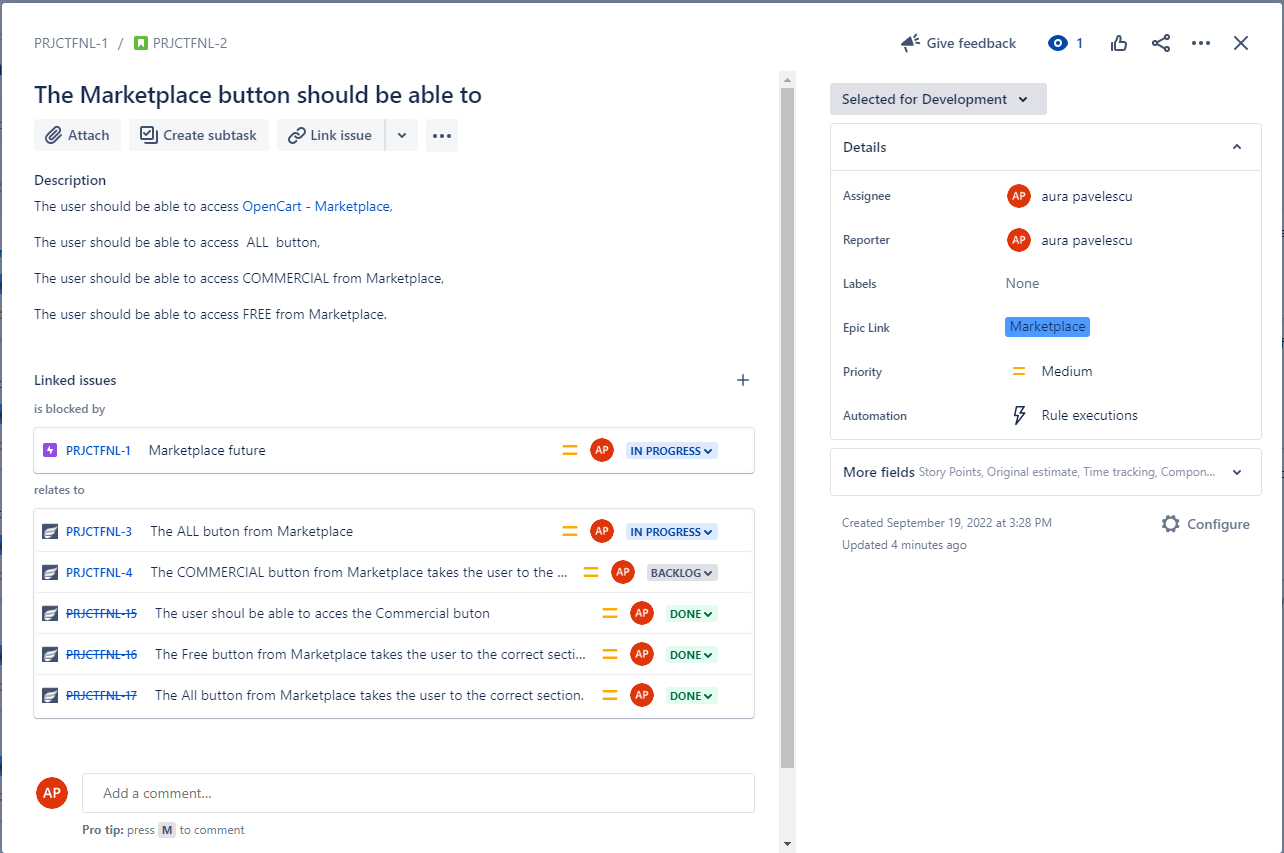 PRJCTFNL-1 / PRJCTFNL-2
Give feedback
1
The Marketplace button should be able to
Attach
Create subtask
Link issue
Description
The user should be able to access OpenCart - Marketplace,
The user should be able to access ALL button,
The user should be able to access COMMERCIAL from Marketplace,
The user should be able to access FREE from Marketplace.
Linked issues
is blocked by
PRJCTFNL-1 Marketplace future AP IN PROGRESS
relates to
PRJCTFNL-3 The ALL buton from Marketplace AP IN PROGRESS
PRJCTFNL-4 The COMMERCIAL button from Marketplace takes the user to the ... AP BACKLOG
PRJCTFNL-15 The user shoul be able to acces the Commercial buton AP DONE
PRJCTFNL-16 The Free button from Marketplace takes the user to the correct secti... AP DONE
PRJCTFNL-17 The All button from Marketplace takes the user to the correct section. AP DONE
AP Add a comment...
Pro tip: press M to comment
Selected for Development
Details
Assignee AP aura pavelescu
Reporter AP aura pavelescu
Labels None
Epic Link Marketplace
Priority Medium
Automation Rule executions
More fields Story Points, Original estimate, Time tracking, Compon...
Created September 19, 2022 at 3:28 PM
Configure
Updated 4 minutes ago